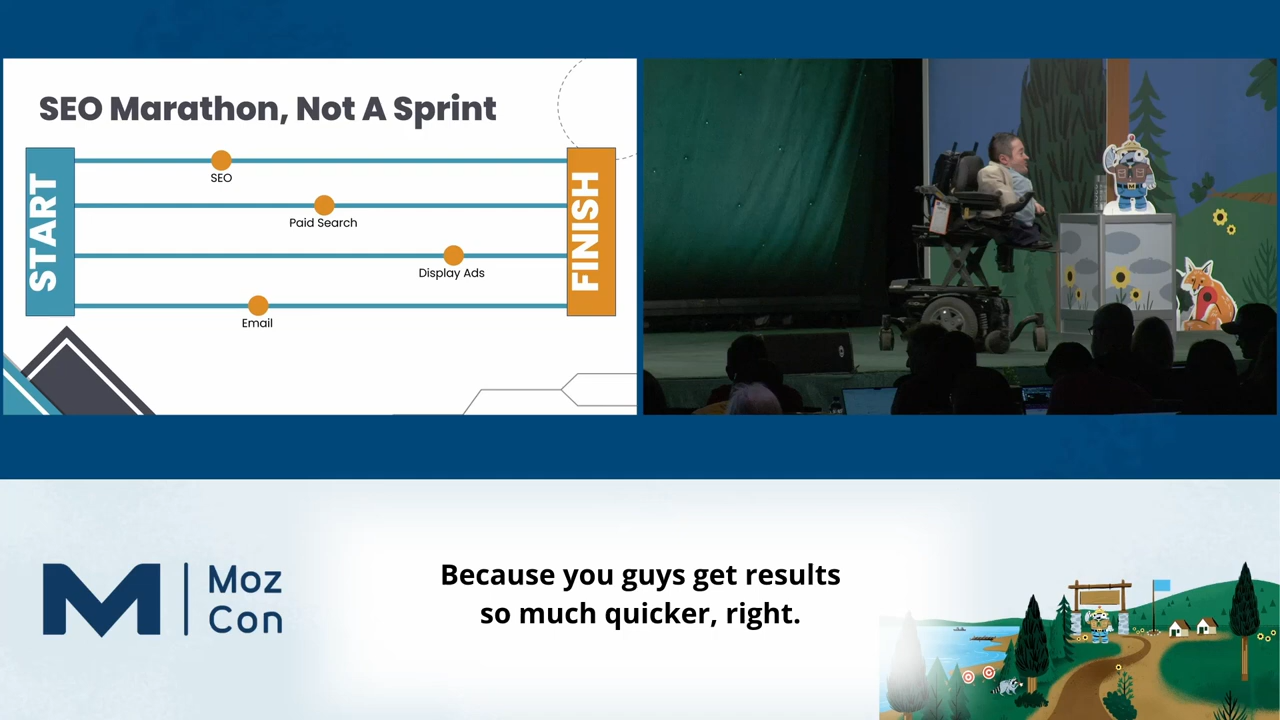 SEO Marathon, Not A Sprint
START
SEO
Paid Search
Display Ads
Email
FINISH
Moz
Con
Because you guys get results
so much quicker, right.